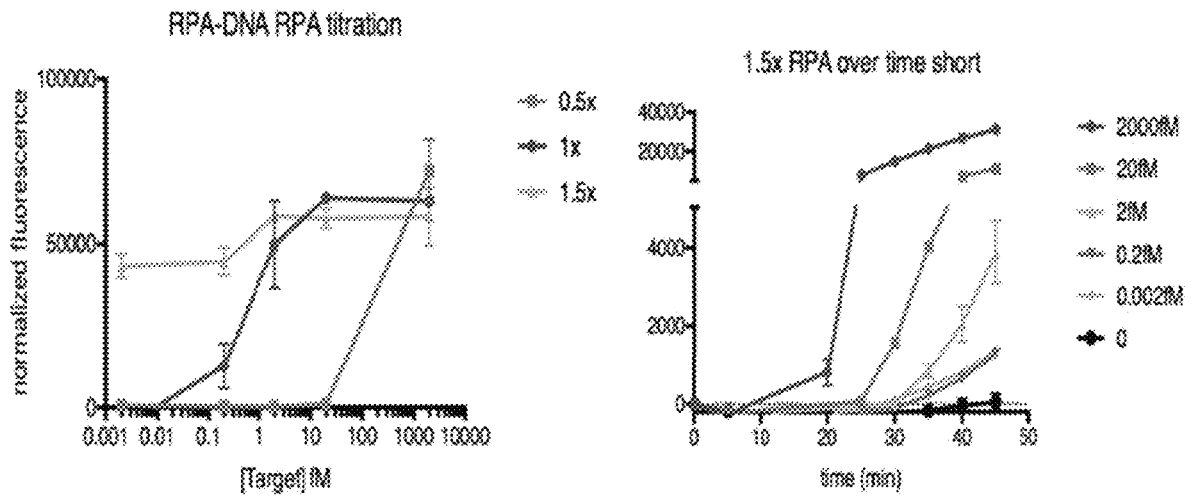 RPA-DNA RPA titration
normalized fluorescence
100000
50000
0
0.001 0.01 0.1 1 10 100 1000 10000
[Target] fM
0.5x
1x
1.5x
1.5x RPA over time short
40000
20000
4000
2000
0
0 10 20 30 40 50
time (min)
2000fM
20fM
2fM
0.2fM
0.002fM
0